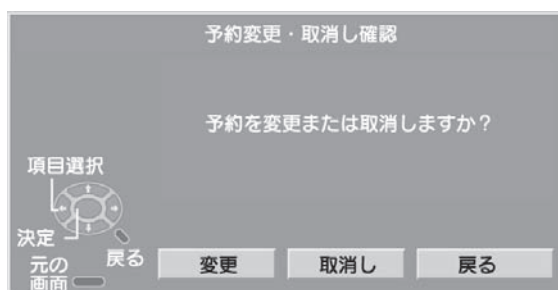 予約変更・取消し確認
予約を変更または取消しますか？
項目選択
決定
戻る
元の
画面
変更
取消し
戻る